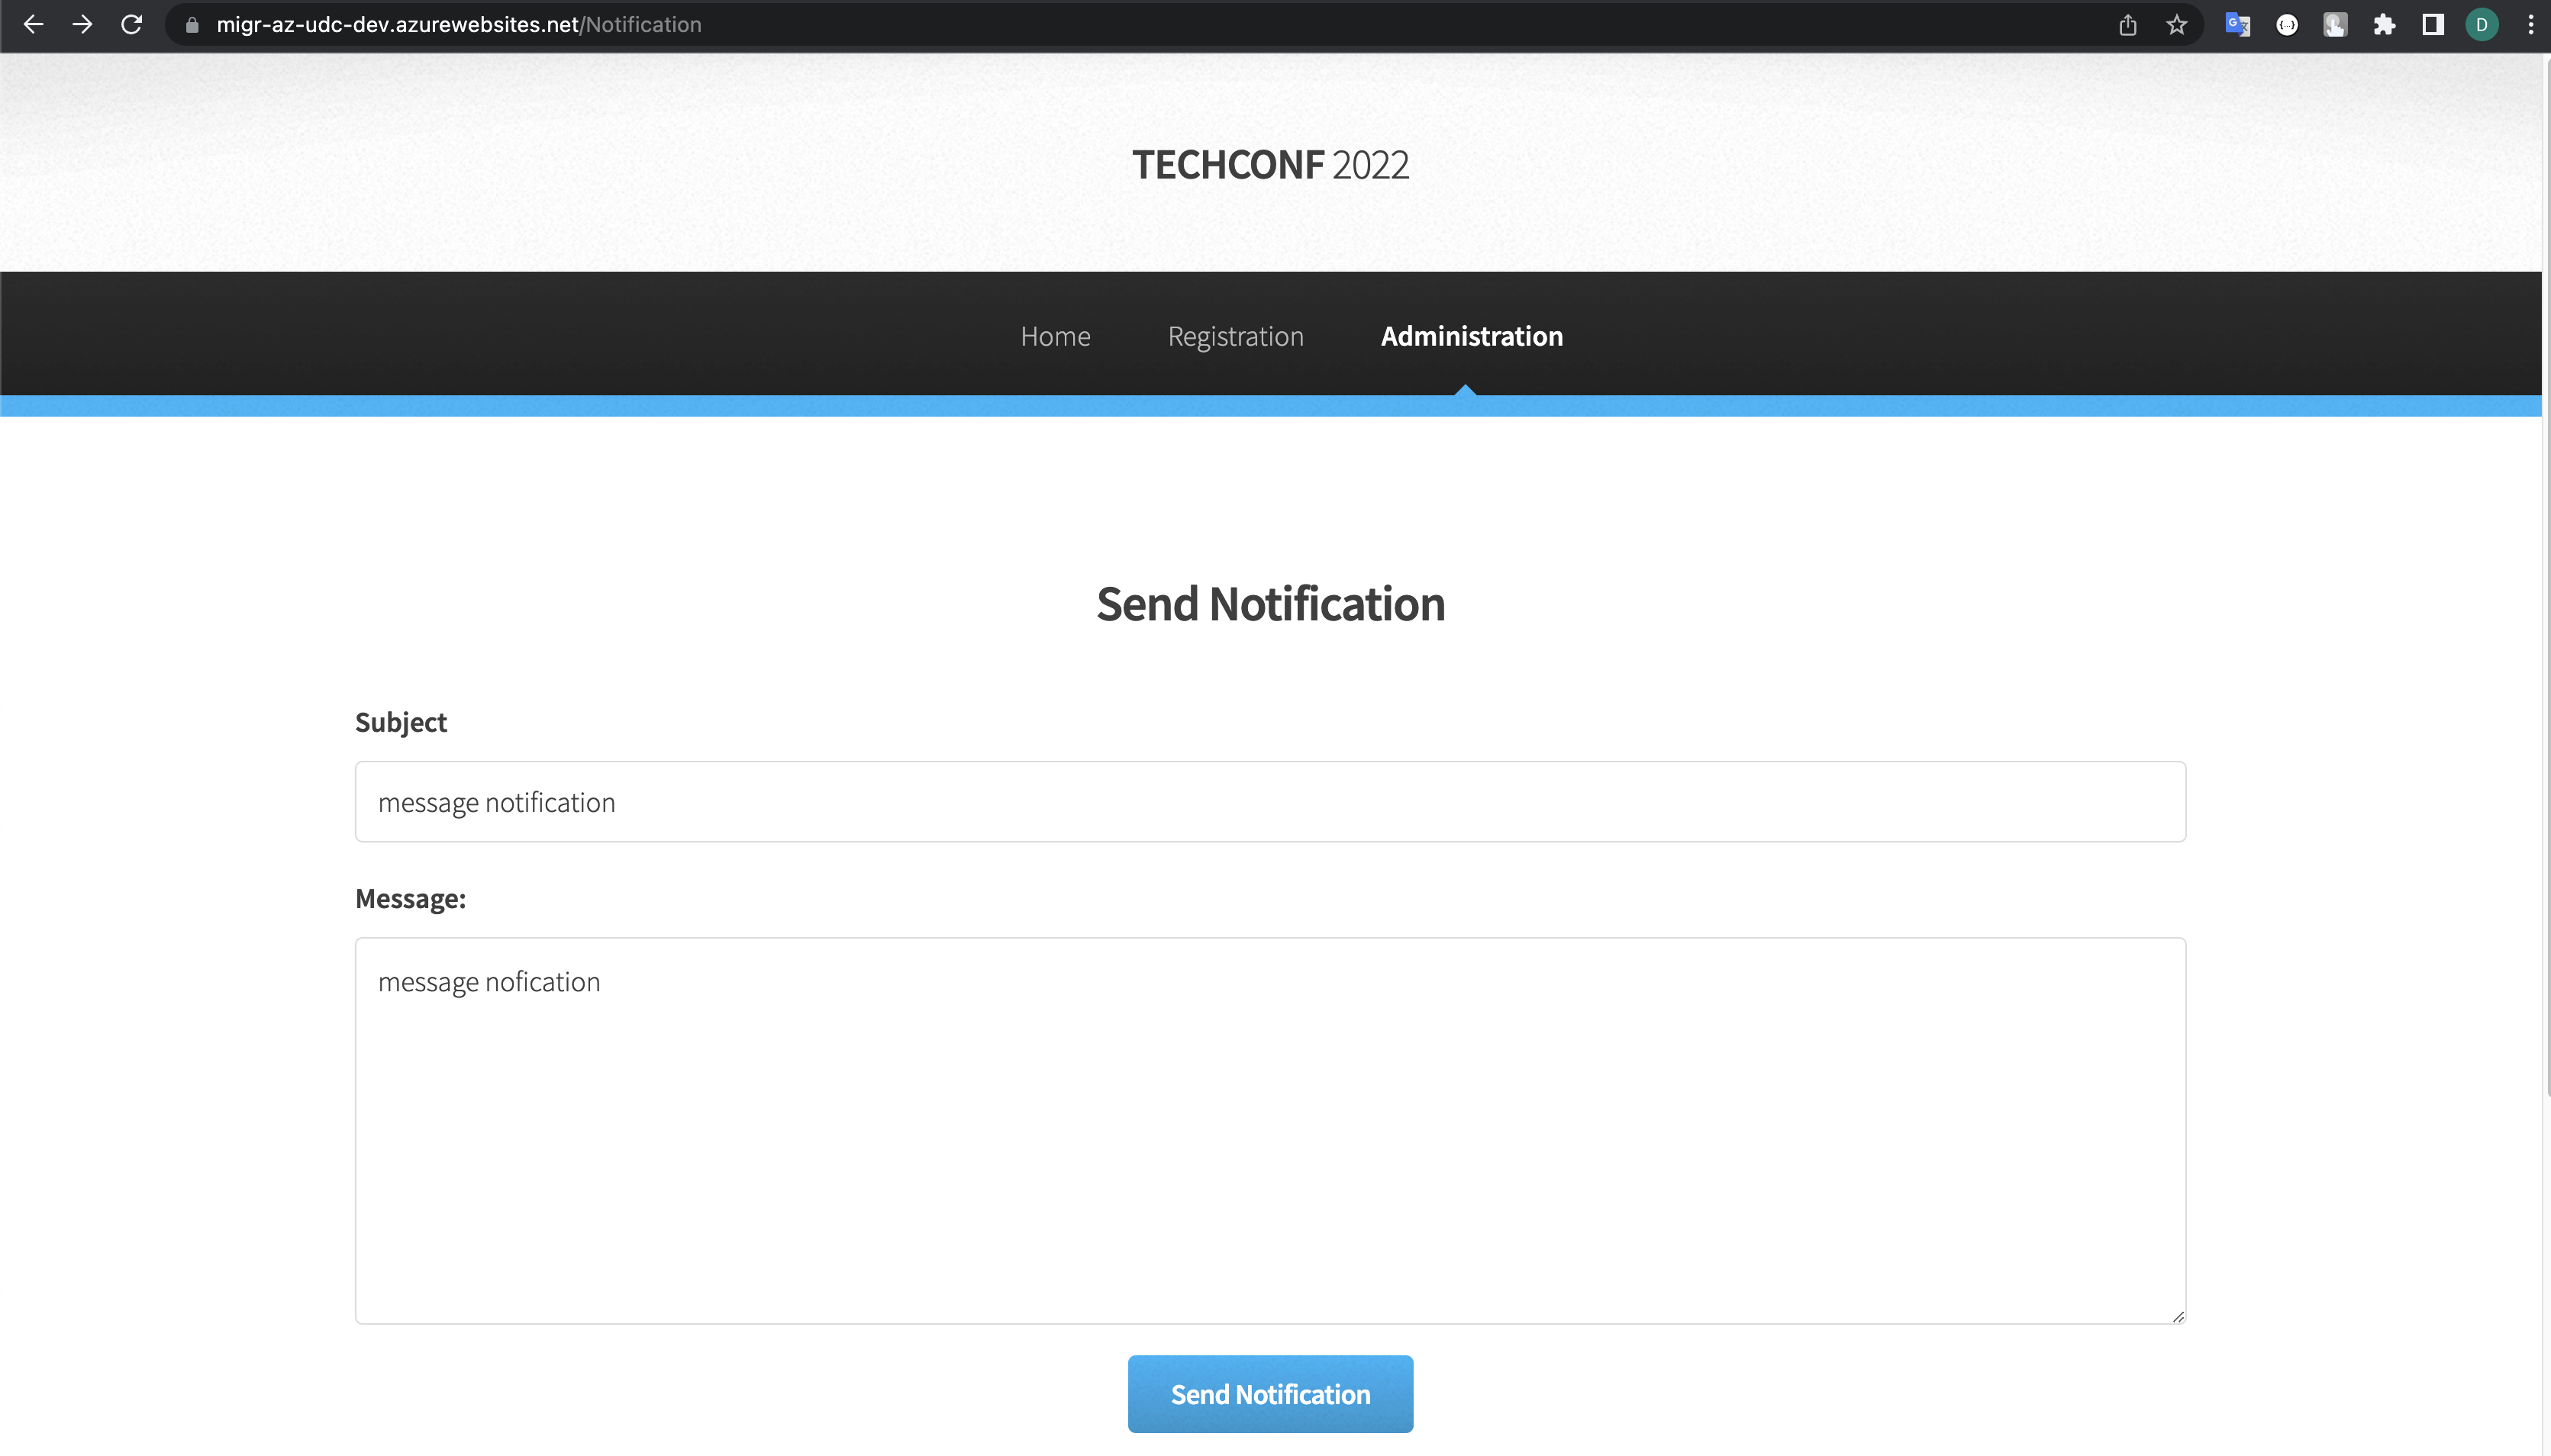 migr-az-udc-dev.azurewebsites.net/Notification
D
TECHCONF 2022
Home Registration Administration
Send Notification
Subject
message notification
Message:
message nofication
Send Notification